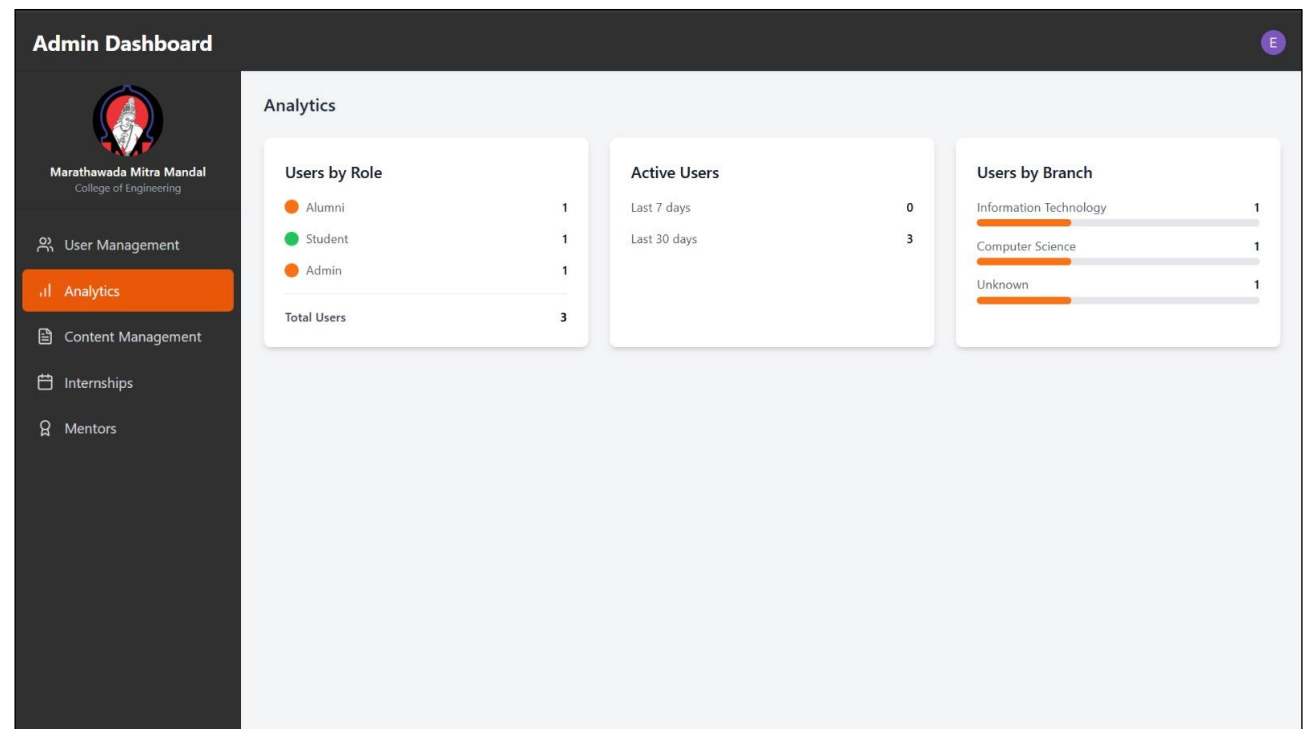 Admin Dashboard
E
Marathawada Mitra Mandal
College of Engineering
User Management
Analytics
Content Management
Internships
Mentors
Analytics
Users by Role
Alumni 1
Student 1
Admin 1
Total Users 3
Active Users
Last 7 days 0
Last 30 days 3
Users by Branch
Information Technology 1
Computer Science 1
Unknown 1